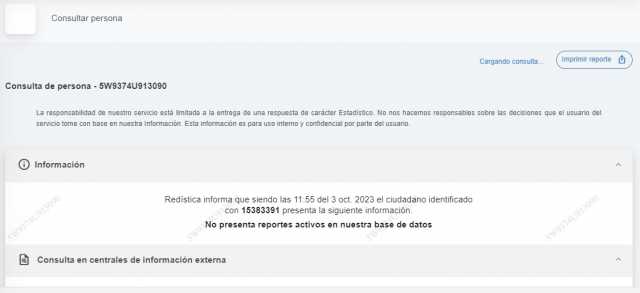 Consultar persona
Cargando consulta...
Imprimir reporte
Consulta de persona - 5W9374U913090
La responsabilidad de nuestro servicio está limitada a la entrega de una respuesta de carácter Estadístico. No nos hacemos responsables sobre las decisiones que el usuario del
servicio tome con base en nuestra información. Esta información es para uso interno y confidencial por parte del usuario.
Información
Redística informa que siendo las 11:55 del 3 oct. 2023 el ciudadano identificado
con 15383391 presenta la siguiente información.
No presenta reportes activos en nuestra base de datos
5W9374U913090
5W9374U913090
5W9374U913090
5W9374U913090
Consulta en centrales de información externa